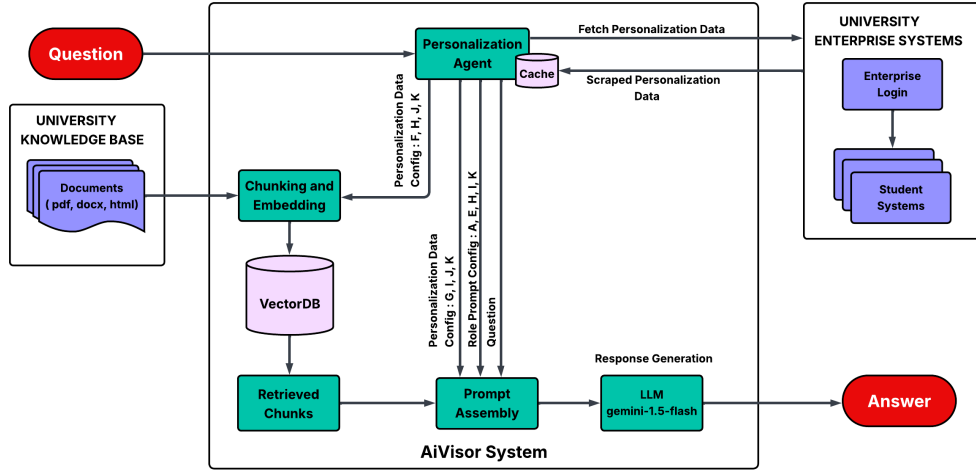 Question
UNIVERSITY
KNOWLEDGE BASE
Documents
( pdf, docx, html)
Personalization
Agent
Cache
Fetch Personalization Data
Scraped Personalization
Data
UNIVERSITY
ENTERPRISE SYSTEMS
Enterprise
Login
Student
Systems
Personalization Data
Config : F, H, J, K
Chunking and
Embedding
VectorDB
Retrieved
Chunks
Personalization Data
Config : G, I, J, K
Role Prompt Config : A, E, H, I, K
Question
Prompt
Assembly
Response Generation
LLM
gemini-1.5-flash
Answer
AiVisor System